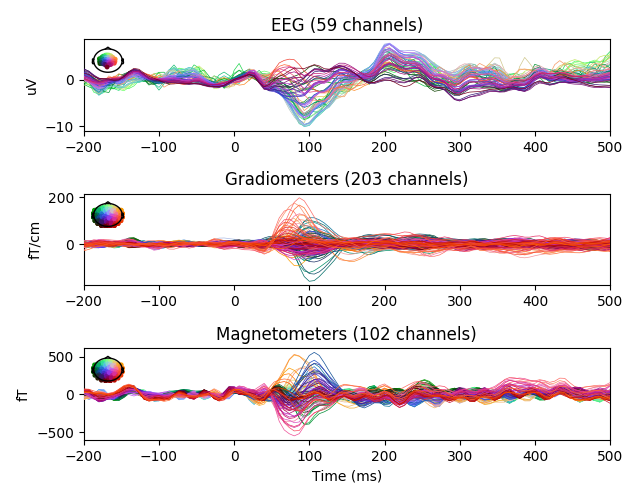 EEG (59 channels)
uV
0
−10
−200 −100 0 100 200 300 400 500
Gradiometers (203 channels)
fT/cm
200
0
−200 −100 0 100 200 300 400 500
Magnetometers (102 channels)
fT
500
0
−500
−200 −100 0 100 200 300 400 500
Time (ms)